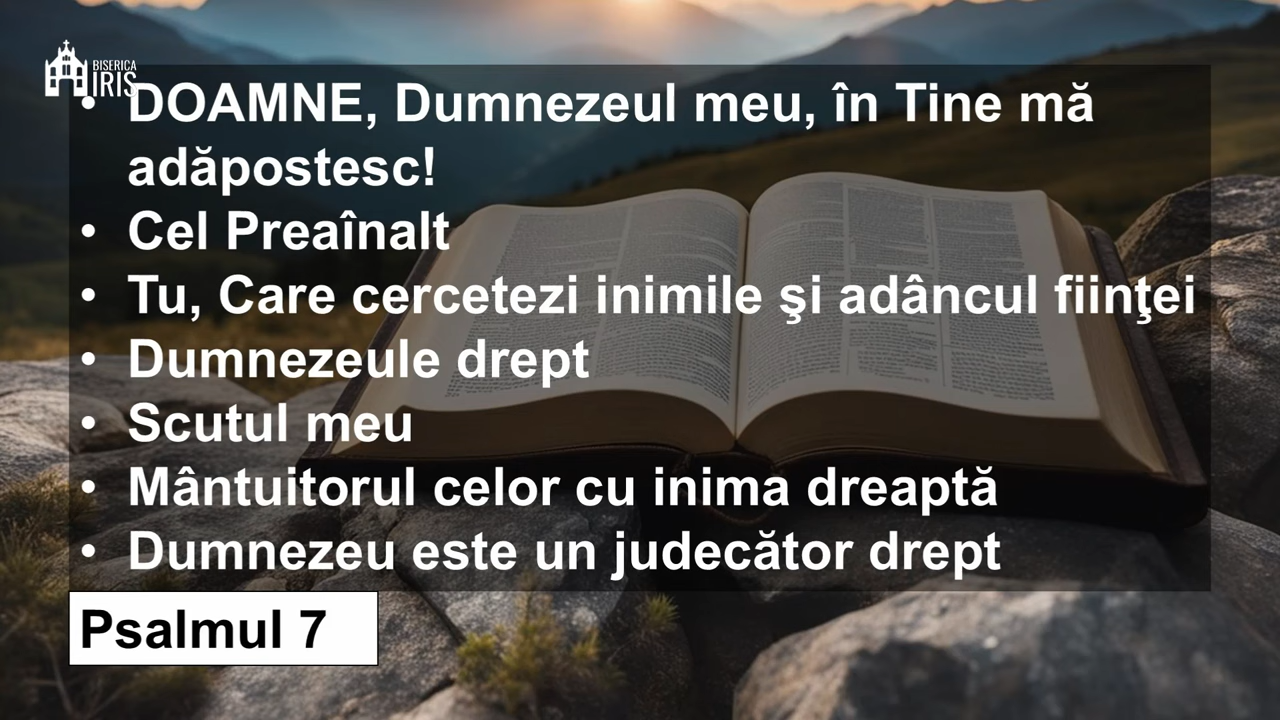 BISERICA
IRIS
• DOAMNE, Dumnezeul meu, în Tine mă
adăpostesc!
• Cel Preaînalt
• Tu, Care cercetezi inimile şi adâncul fiinţei
• Dumnezeule drept
• Scutul meu
• Mântuitorul celor cu inima dreaptă
• Dumnezeu este un judecător drept
Psalmul 7